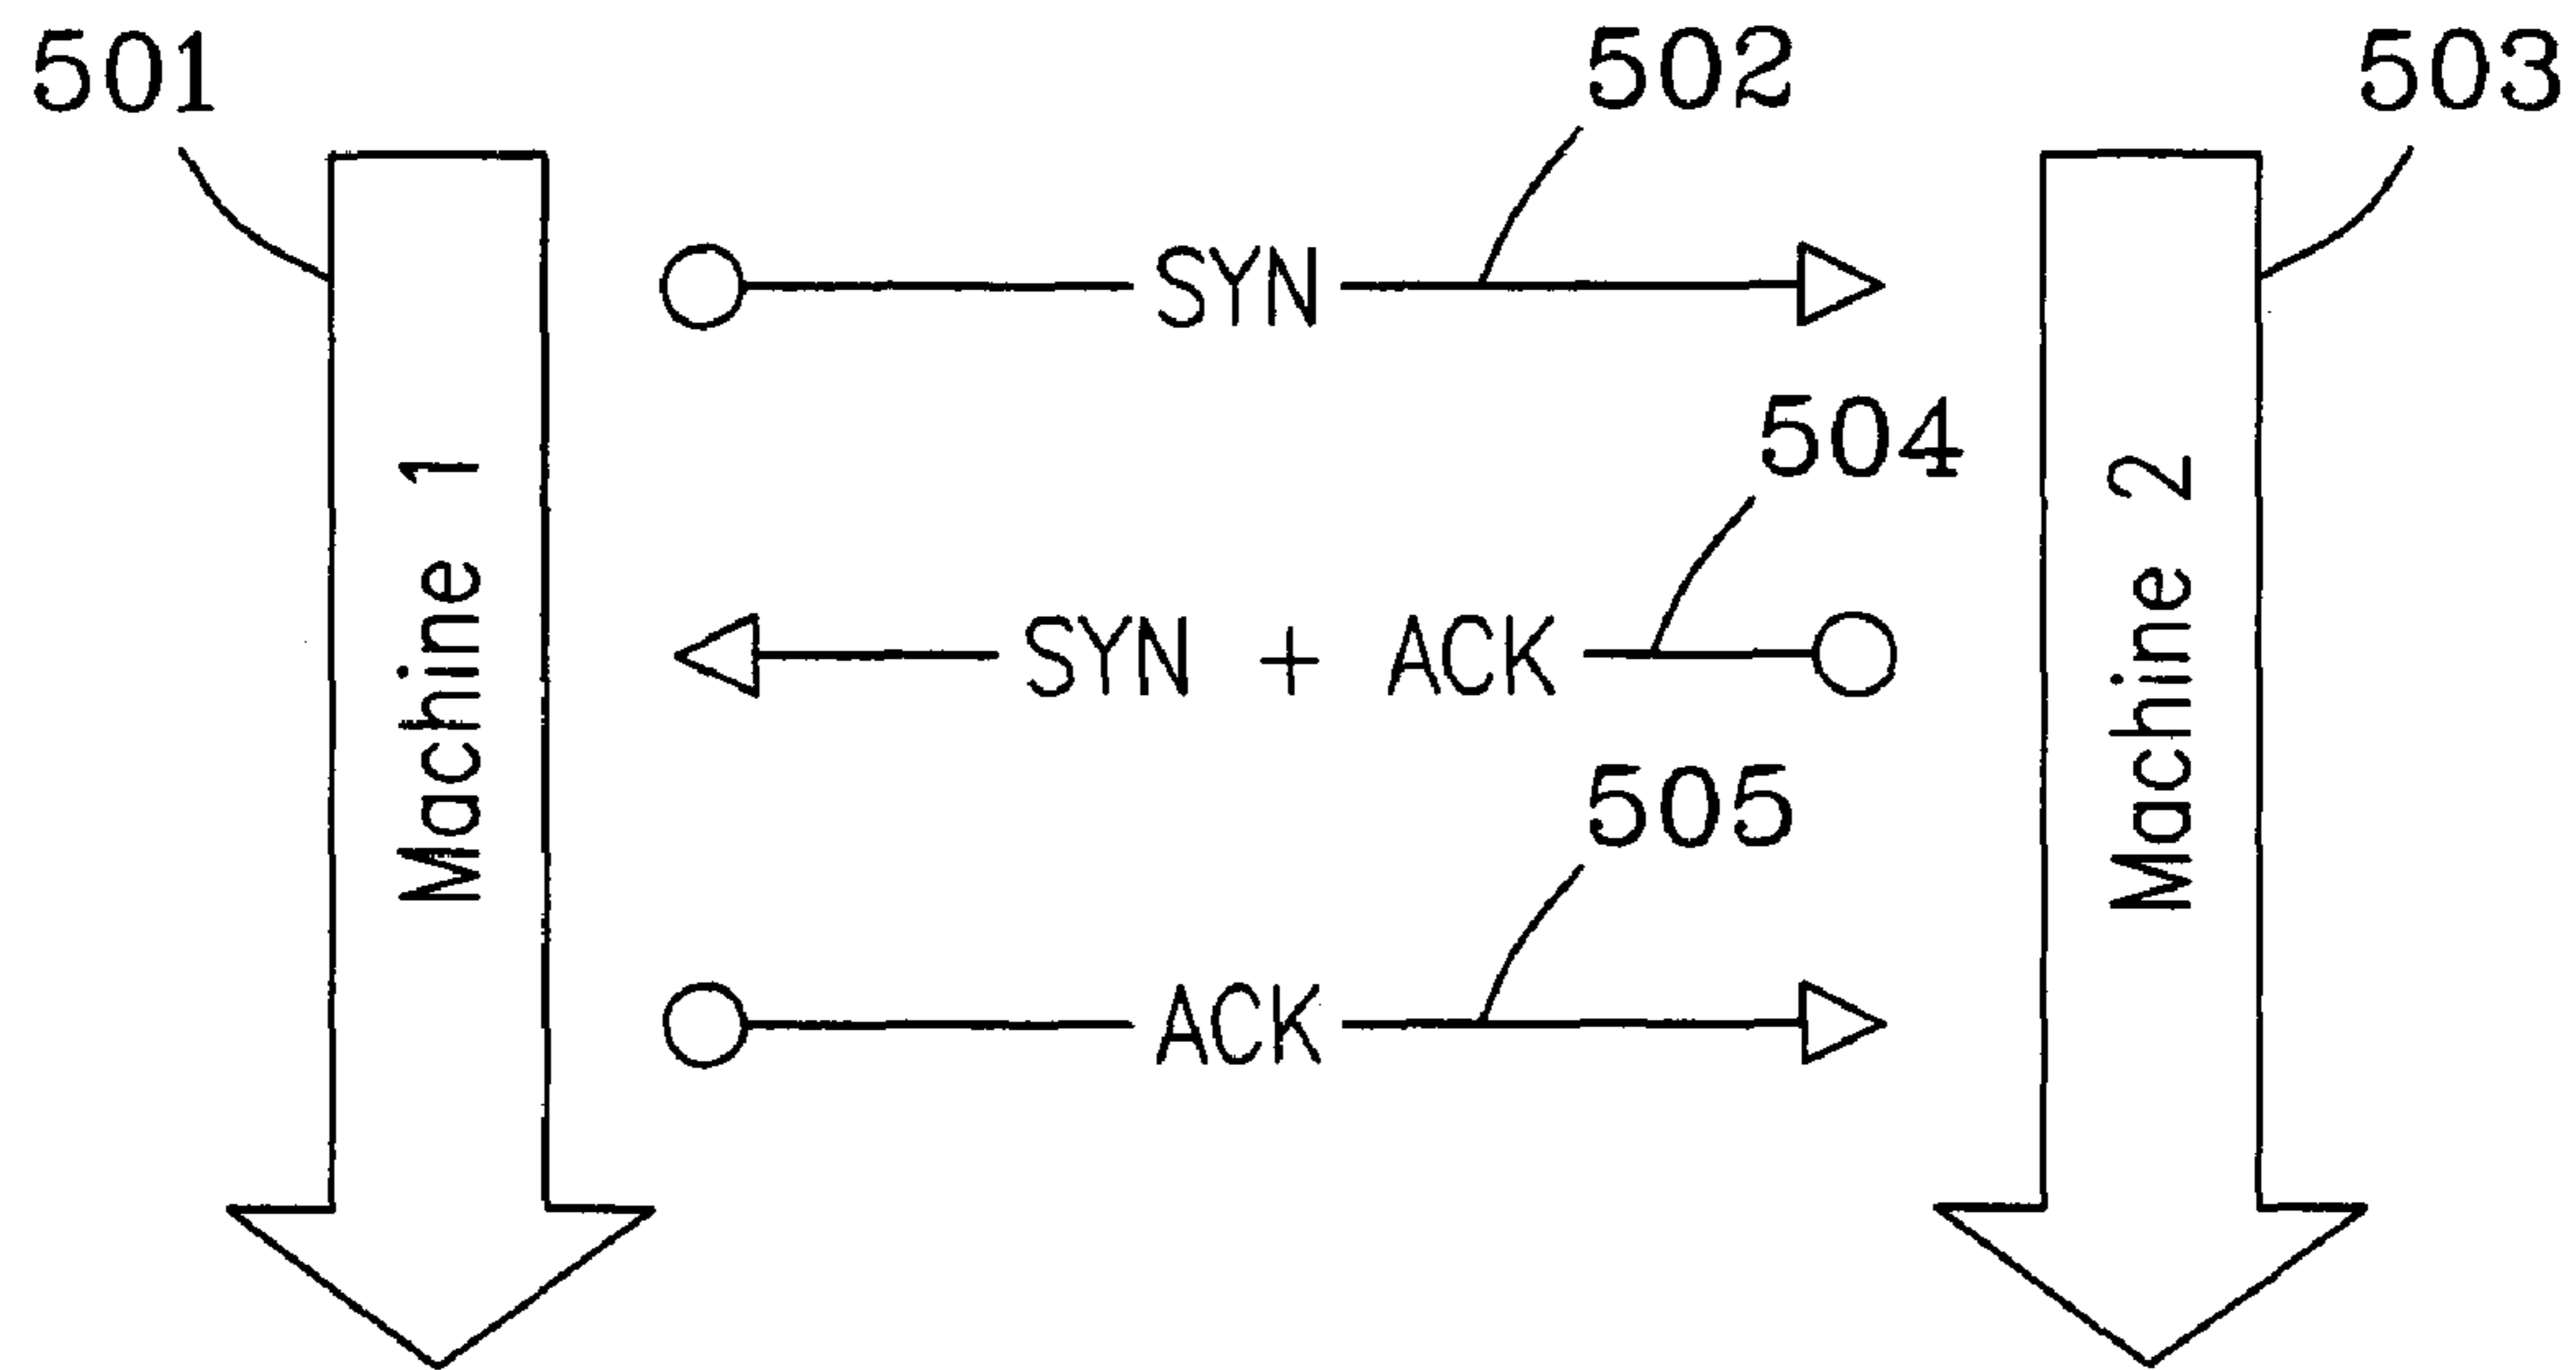 501
502
503
SYN
504
Machine 1
SYN + ACK
Machine 2
505
ACK